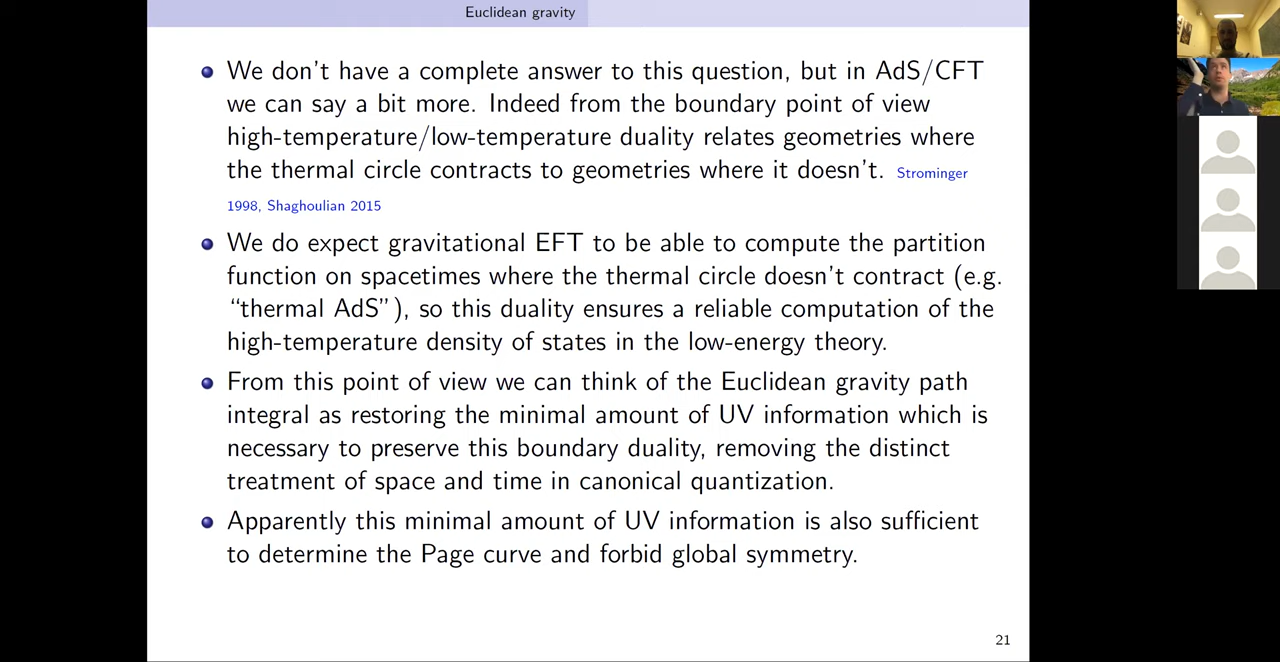 Euclidean gravity
We don't have a complete answer to this question, but in AdS/CFT
we can say a bit more. Indeed from the boundary point of view
high-temperature/low-temperature duality relates geometries where
the thermal circle contracts to geometries where it doesn't. Strominger
1998, Shaghoulian 2015
We do expect gravitational EFT to be able to compute the partition
function on spacetimes where the thermal circle doesn't contract (e.g.
“thermal AdS”), so this duality ensures a reliable computation of the
high-temperature density of states in the low-energy theory.
From this point of view we can think of the Euclidean gravity path
integral as restoring the minimal amount of UV information which is
necessary to preserve this boundary duality, removing the distinct
treatment of space and time in canonical quantization.
Apparently this minimal amount of UV information is also sufficient
to determine the Page curve and forbid global symmetry.
21